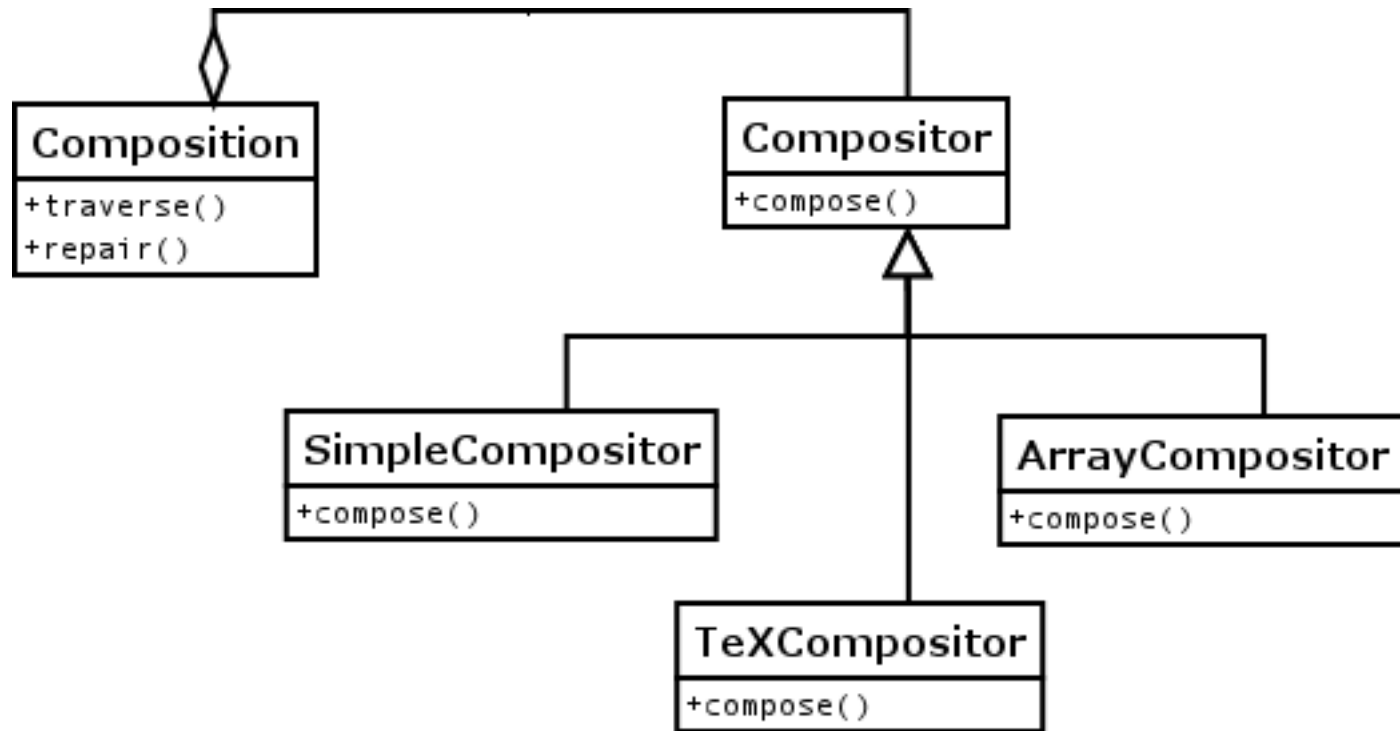 Composition
+traverse()
+repair()
Compositor
+compose()
SimpleCompositor
+compose()
ArrayCompositor
+compose()
TeXCompositor
+compose()